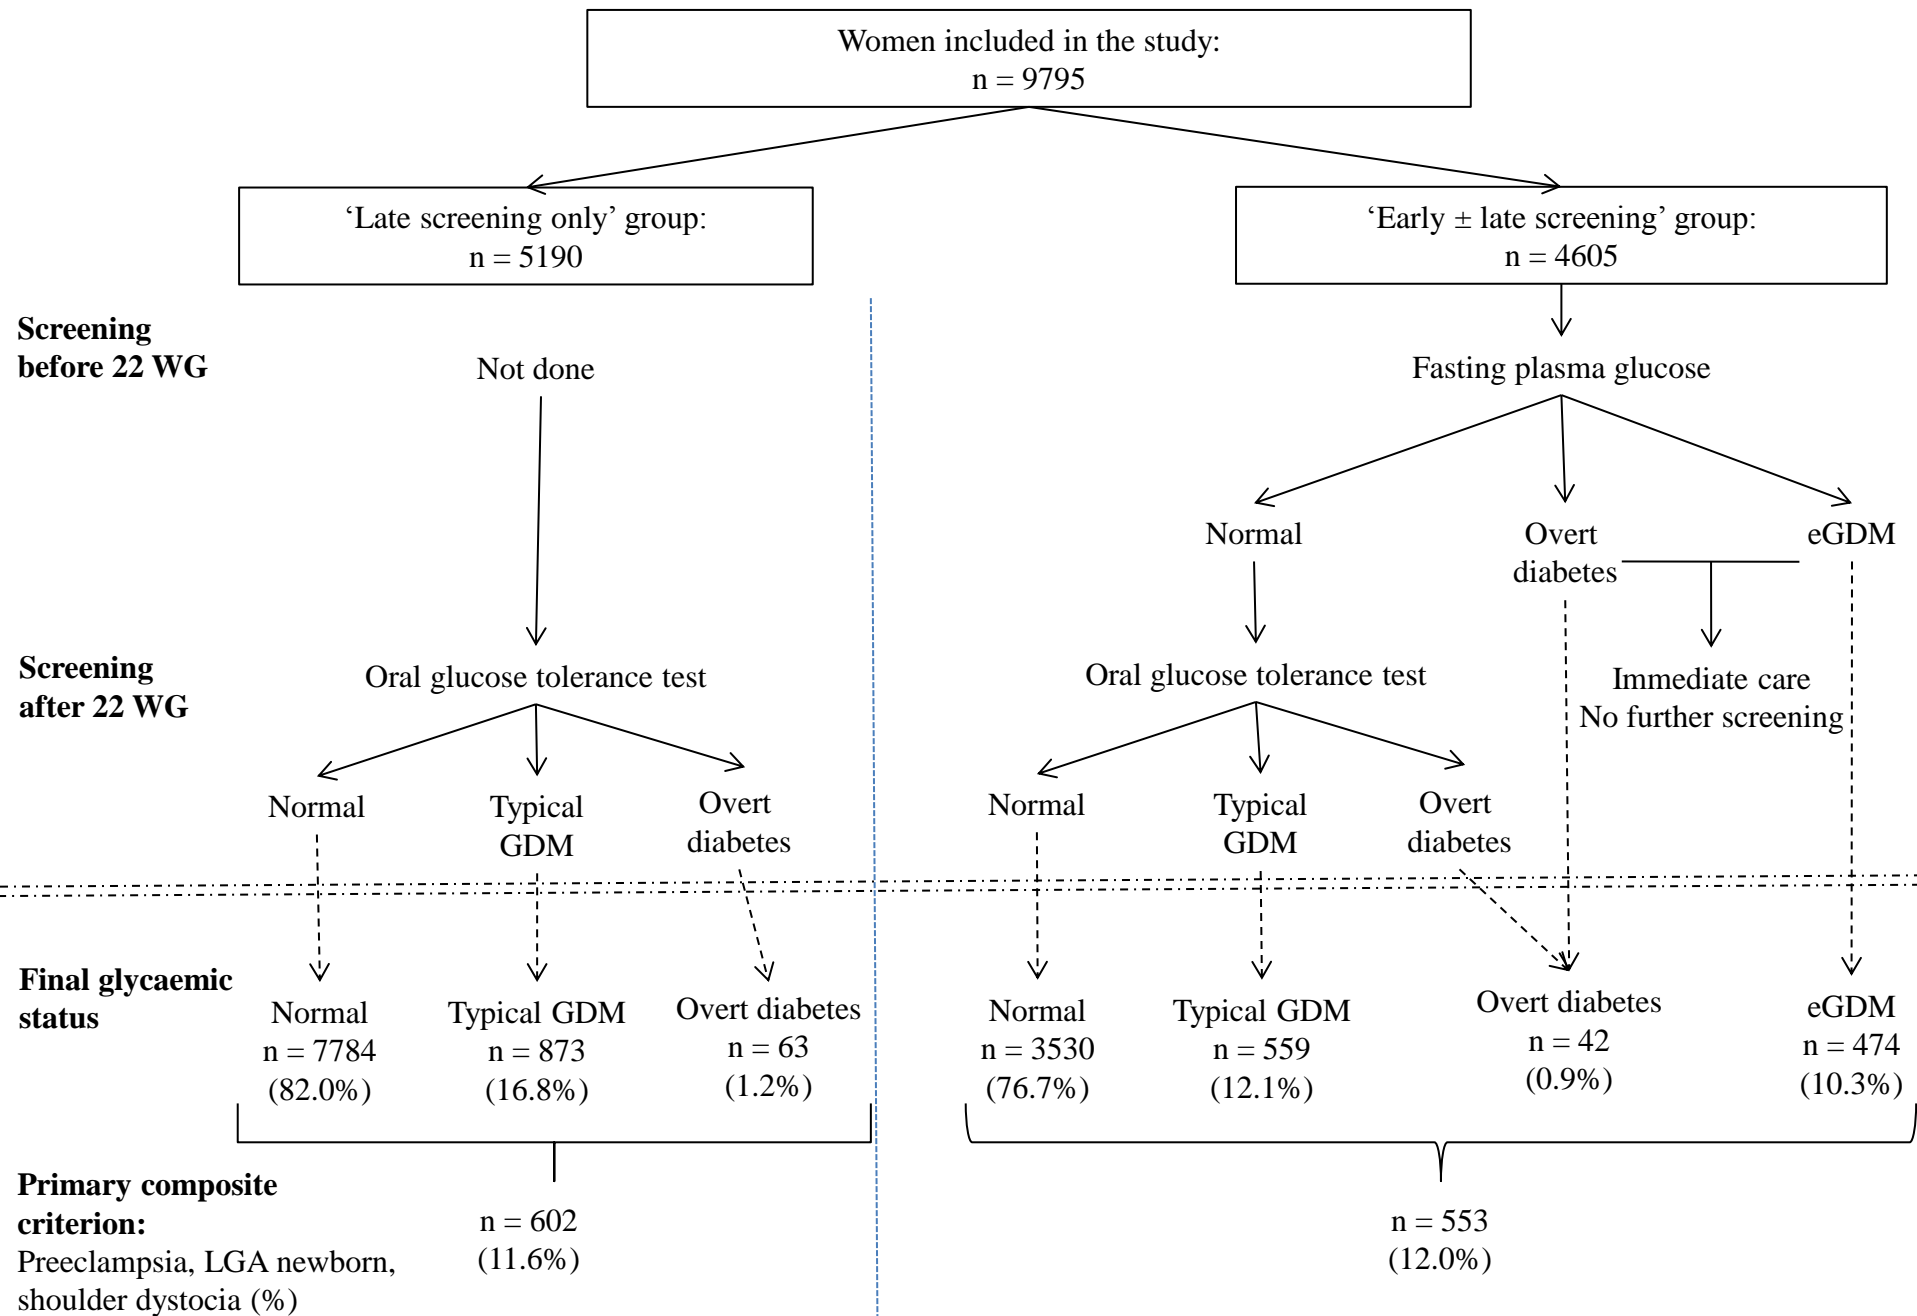 Women included in the study:
n = 9795
‘Late screening only’ group:
n = 5190
‘Early ± late screening’ group:
n = 4605
Screening
before 22 WG
Not done
Fasting plasma glucose
Normal
Overt
diabetes
eGDM
Screening
after 22 WG
Oral glucose tolerance test
Oral glucose tolerance test
Immediate care
No further screening
Normal
Typical
GDM
Overt
diabetes
Normal
Typical
GDM
Overt
diabetes
Final glycaemic
status
Normal
n = 7784
(82.0%)
Typical GDM
n = 873
(16.8%)
Overt diabetes
n = 63
(1.2%)
Normal
n = 3530
(76.7%)
Typical GDM
n = 559
(12.1%)
Overt diabetes
n = 42
(0.9%)
eGDM
n = 474
(10.3%)
Primary composite
criterion:
Preeclampsia, LGA newborn,
shoulder dystocia (%)
n = 602
(11.6%)
n = 553
(12.0%)